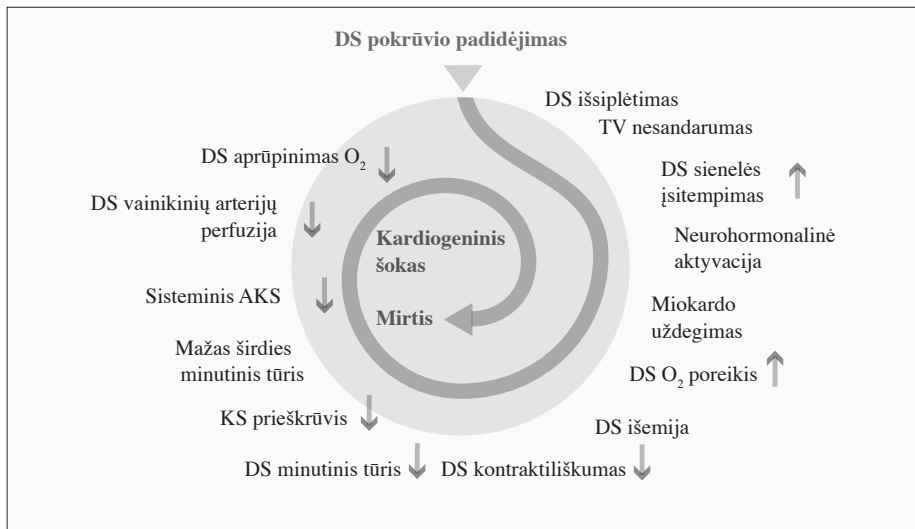 DS pokrūvio padidėjimas
DS išsiplėtimas
TV nesandarumas
DS sienelės
įsitempimas
Neurohormonalinė
aktyvacija
Miokardo
uždegimas
DS O₂ poreikis
DS išemija
DS kontraktiliškumas
DS minutinis tūris
KS prieškrūvis
Mažas širdies
minutinis tūris
Sisteminis AKS
DS vainikinių arterijų
perfuzija
DS aprūpinimas O₂
Kardiogeninis
šokas
Mirtis